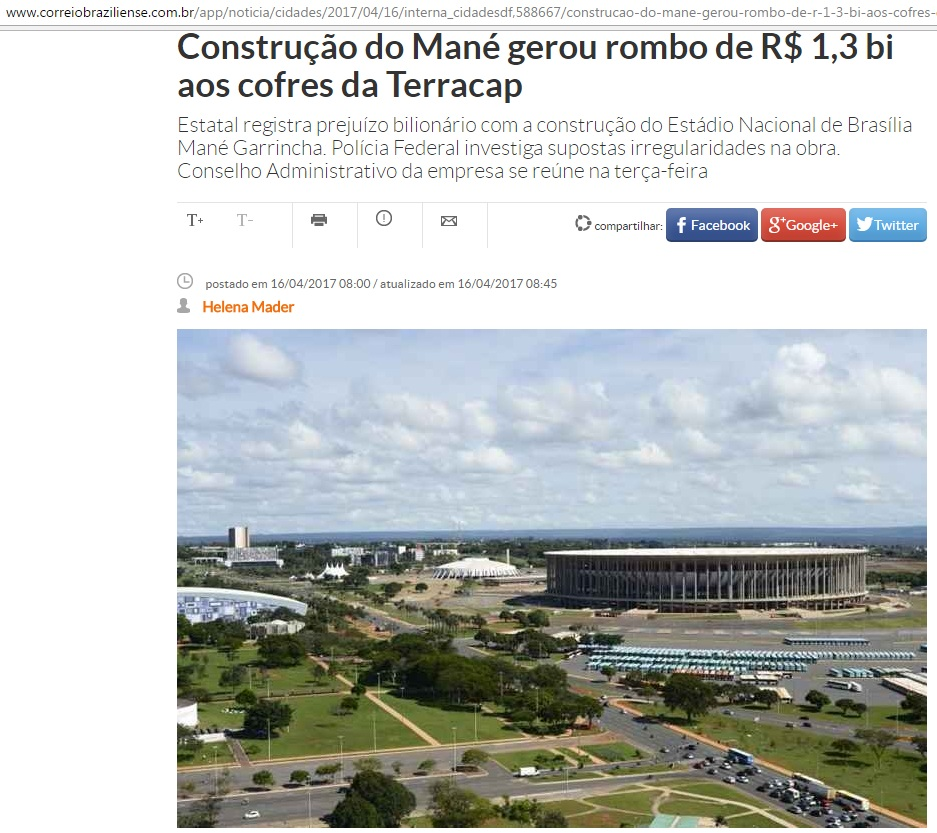 www.correiobraziliense.com.br/app/noticia/cidades/2017/04/16/interna_cidadesdf,588667/construcao-do-mane-gerou-rombo-de-r-1-3-bi-aos-cofres-
Construção do Mané gerou rombo de R$ 1,3 bi
aos cofres da Terracap
Estatal registra prejuízo bilionário com a construção do Estádio Nacional de Brasília
Mané Garrincha. Polícia Federal investiga supostas irregularidades na obra.
Conselho Administrativo da empresa se reúne na terça-feira
T+ T- compartilhar: f Facebook g+ Google+ Twitter
postado em 16/04/2017 08:00 / atualizado em 16/04/2017 08:45
Helena Mader